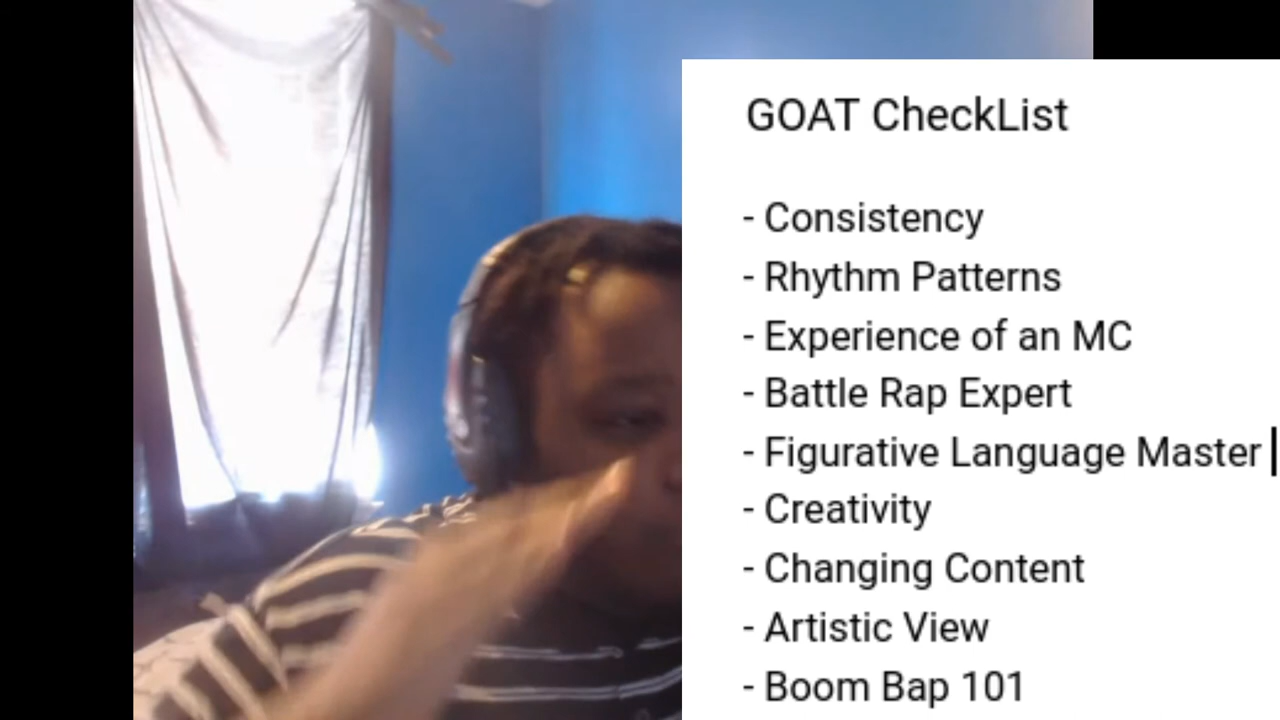 GOAT CheckList
- Consistency
- Rhythm Patterns
- Experience of an MC
- Battle Rap Expert
- Figurative Language Master
- Creativity
- Changing Content
- Artistic View
- Boom Bap 101